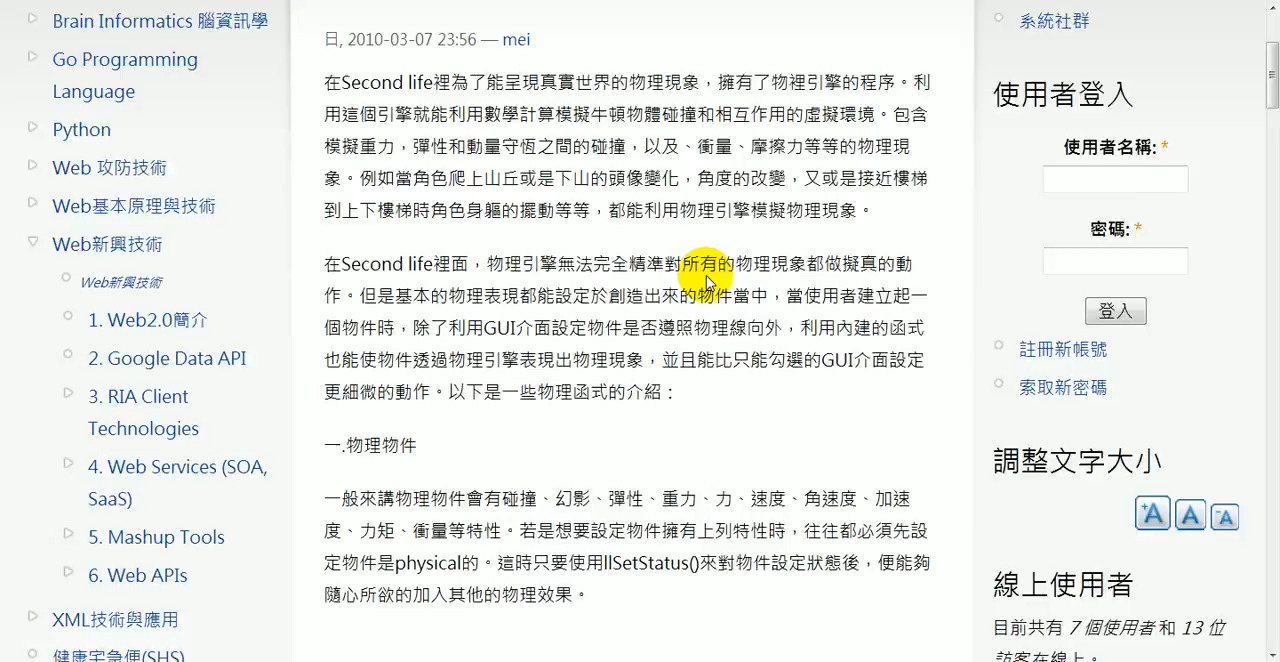 Brain Informatics 腦資訊學
Go Programming
Language
Python
Web 攻防技術
Web基本原理與技術
Web新興技術
Web新興技術
1. Web2.0簡介
2. Google Data API
3. RIA Client
Technologies
4. Web Services (SOA,
SaaS)
5. Mashup Tools
6. Web APIs
XML技術與應用
健康宅急便(SHS)
日, 2010-03-07 23:56 — mei
在Second life裡為了能呈現真實世界的物理現象，擁有了物裡引擎的程序。利
用這個引擎就能利用數學計算模擬牛頓物體碰撞和相互作用的虛擬環境。包含
模擬重力，彈性和動量守恆之間的碰撞，以及、衝量、摩擦力等等的物理現
象。例如當角色爬上山丘或是下山的頭像變化，角度的改變，又或是接近樓梯
到上下樓梯時角色身軀的擺動等等，都能利用物理引擎模擬物理現象。
在Second life裡面，物理引擎無法完全精準對所有的物理現象都做擬真的動
作。但是基本的物理表現都能設定於創造出來的物件當中，當使用者建立起一
個物件時，除了利用GUI介面設定物件是否遵照物理線向外，利用內建的函式
也能使物件透過物理引擎表現出物理現象，並且能比只能勾選的GUI介面設定
更細微的動作。以下是一些物理函式的介紹：
一.物理物件
一般來講物理物件會有碰撞、幻影、彈性、重力、力、速度、角速度、加速
度、力矩、衝量等特性。若是想要設定物件擁有上列特性時，往往都必須先設
定物件是physical的。這時只要使用llSetStatus()來對物件設定狀態後，便能夠
隨心所欲的加入其他的物理效果。
系統社群
使用者登入
使用者名稱: *
密碼: *
登入
註冊新帳號
索取新密碼
調整文字大小
+A A -A
線上使用者
目前共有 7 個使用者 和 13 位
訪客在線上。